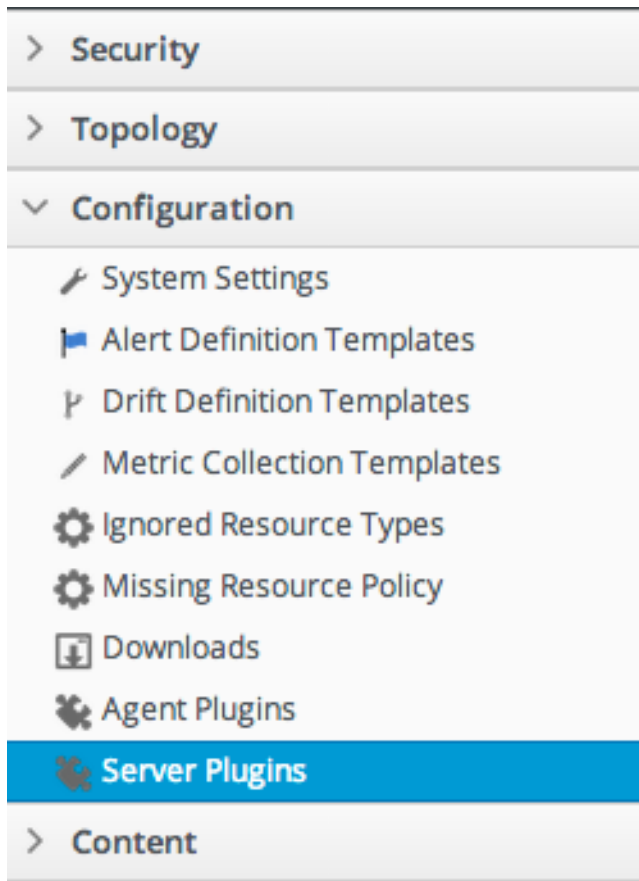 Security
Topology
Configuration
System Settings
Alert Definition Templates
Drift Definition Templates
Metric Collection Templates
Ignored Resource Types
Missing Resource Policy
Downloads
Agent Plugins
Server Plugins
Content